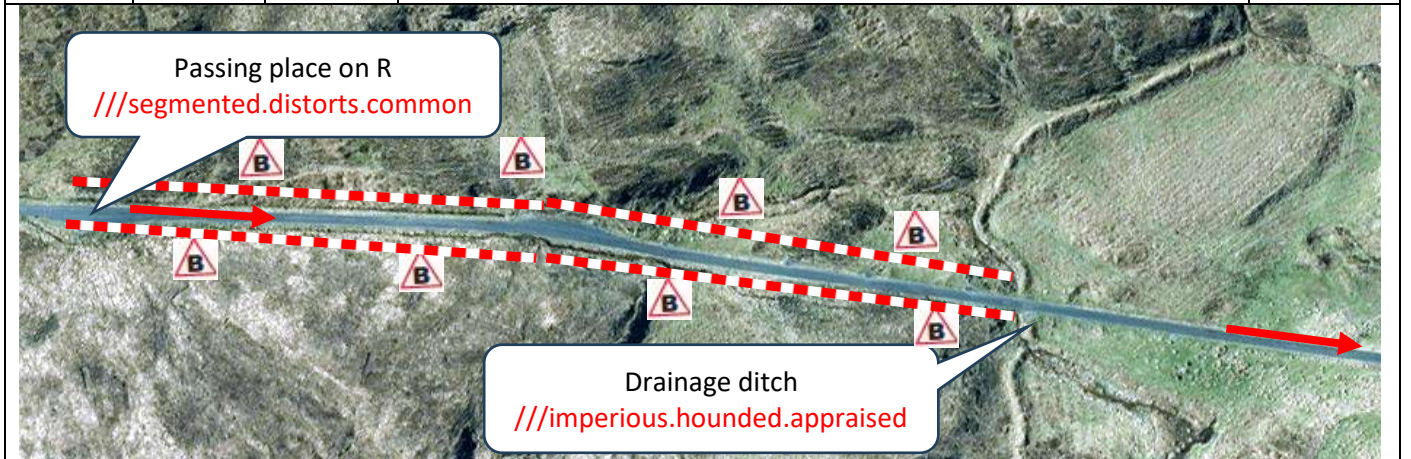 Passing place on R
///segmented.distorts.common
B
B
B
B
B
B
B
B
Drainage ditch
///imperious.hounded.appraised